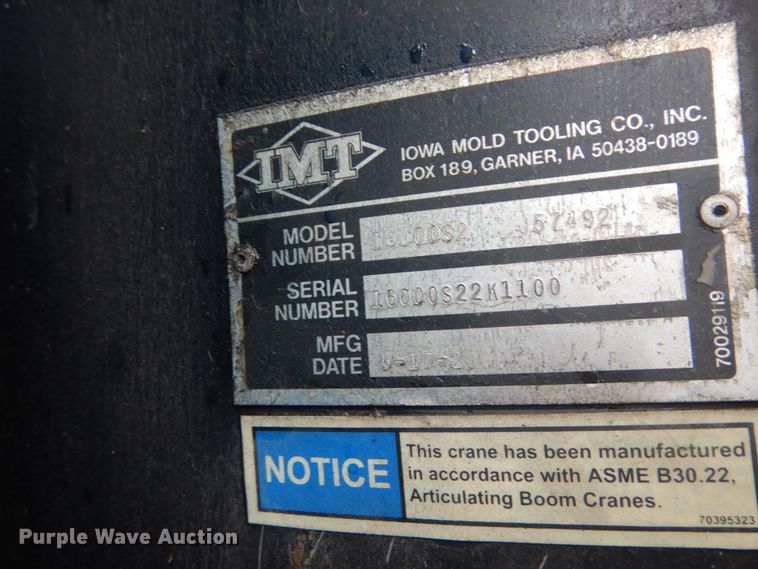 IMT
IOWA MOLD TOOLING CO., INC.
BOX 189, GARNER, IA 50438-0189
MODEL NUMBER
SERIAL NUMBER 16000S22K1100
MFG DATE
70029119
NOTICE
This crane has been manufactured
in accordance with ASME B30.22,
Articulating Boom Cranes.
70395323
Purple Wave Auction